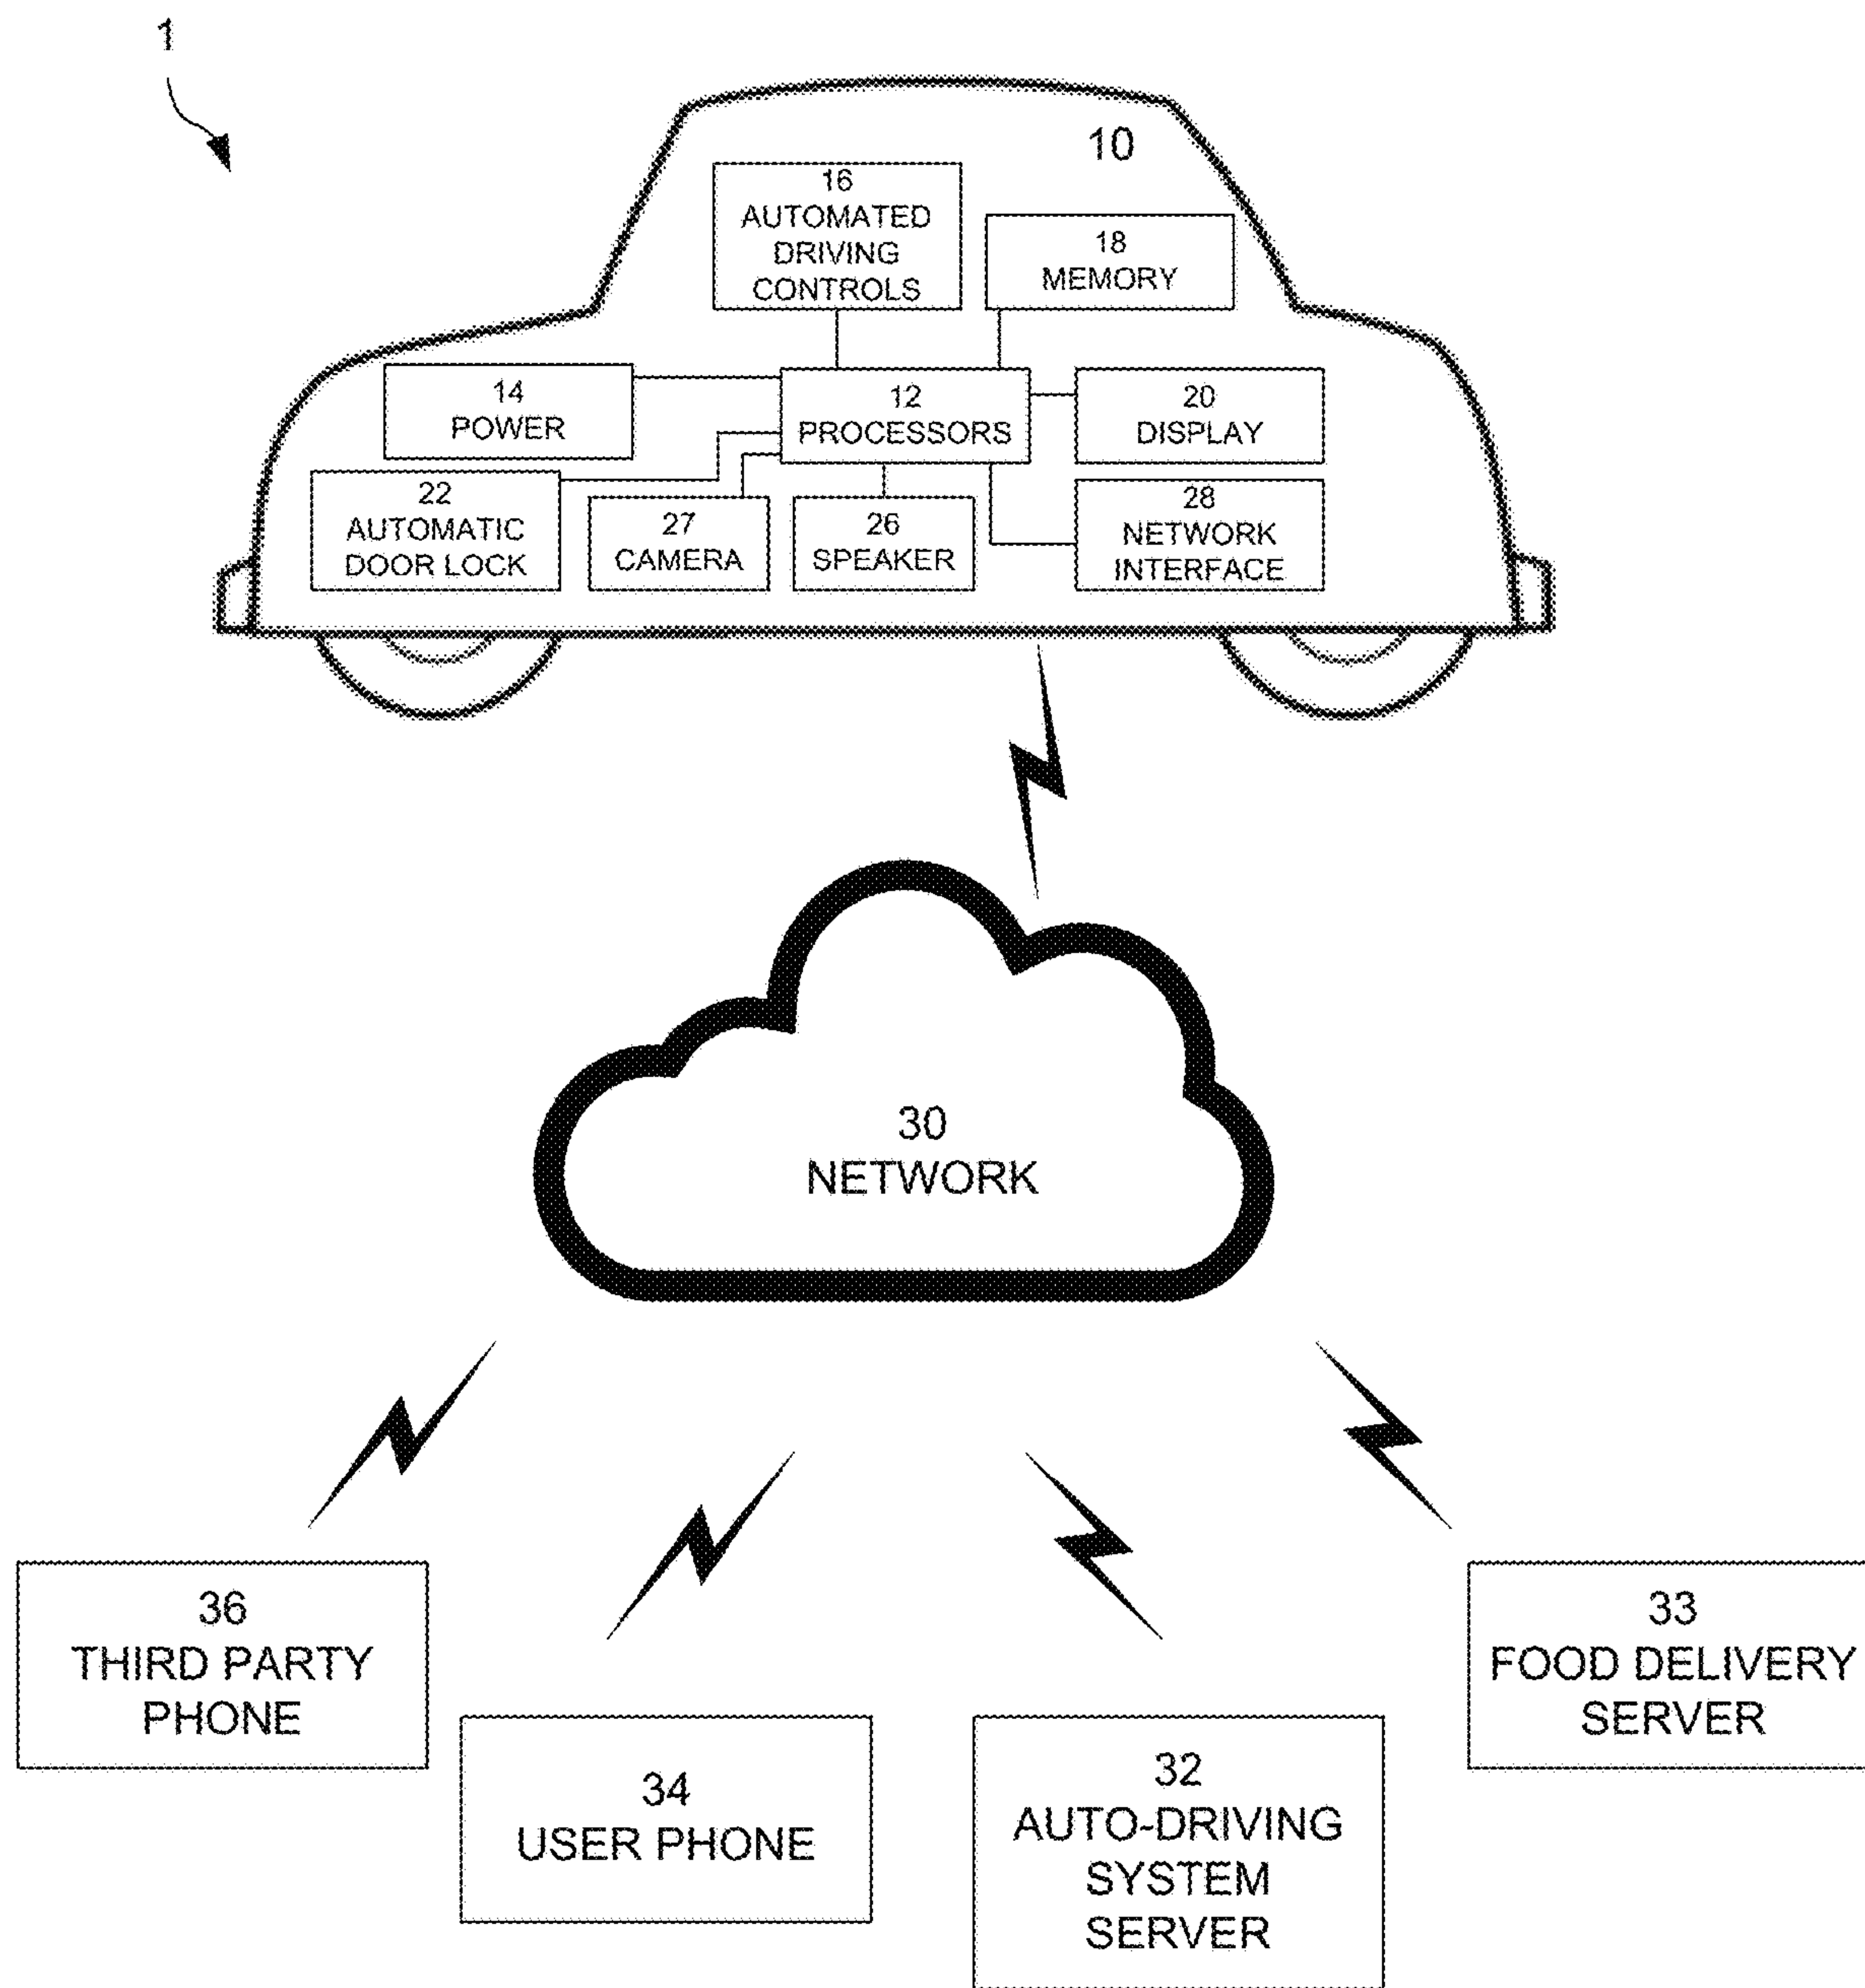 1
10
16
AUTOMATED
DRIVING
CONTROLS
18
MEMORY
14
POWER
12
PROCESSORS
20
DISPLAY
22
AUTOMATIC
DOOR LOCK
27
CAMERA
26
SPEAKER
28
NETWORK
INTERFACE
30
NETWORK
36
THIRD PARTY
PHONE
34
USER PHONE
32
AUTO-DRIVING
SYSTEM
SERVER
33
FOOD DELIVERY
SERVER